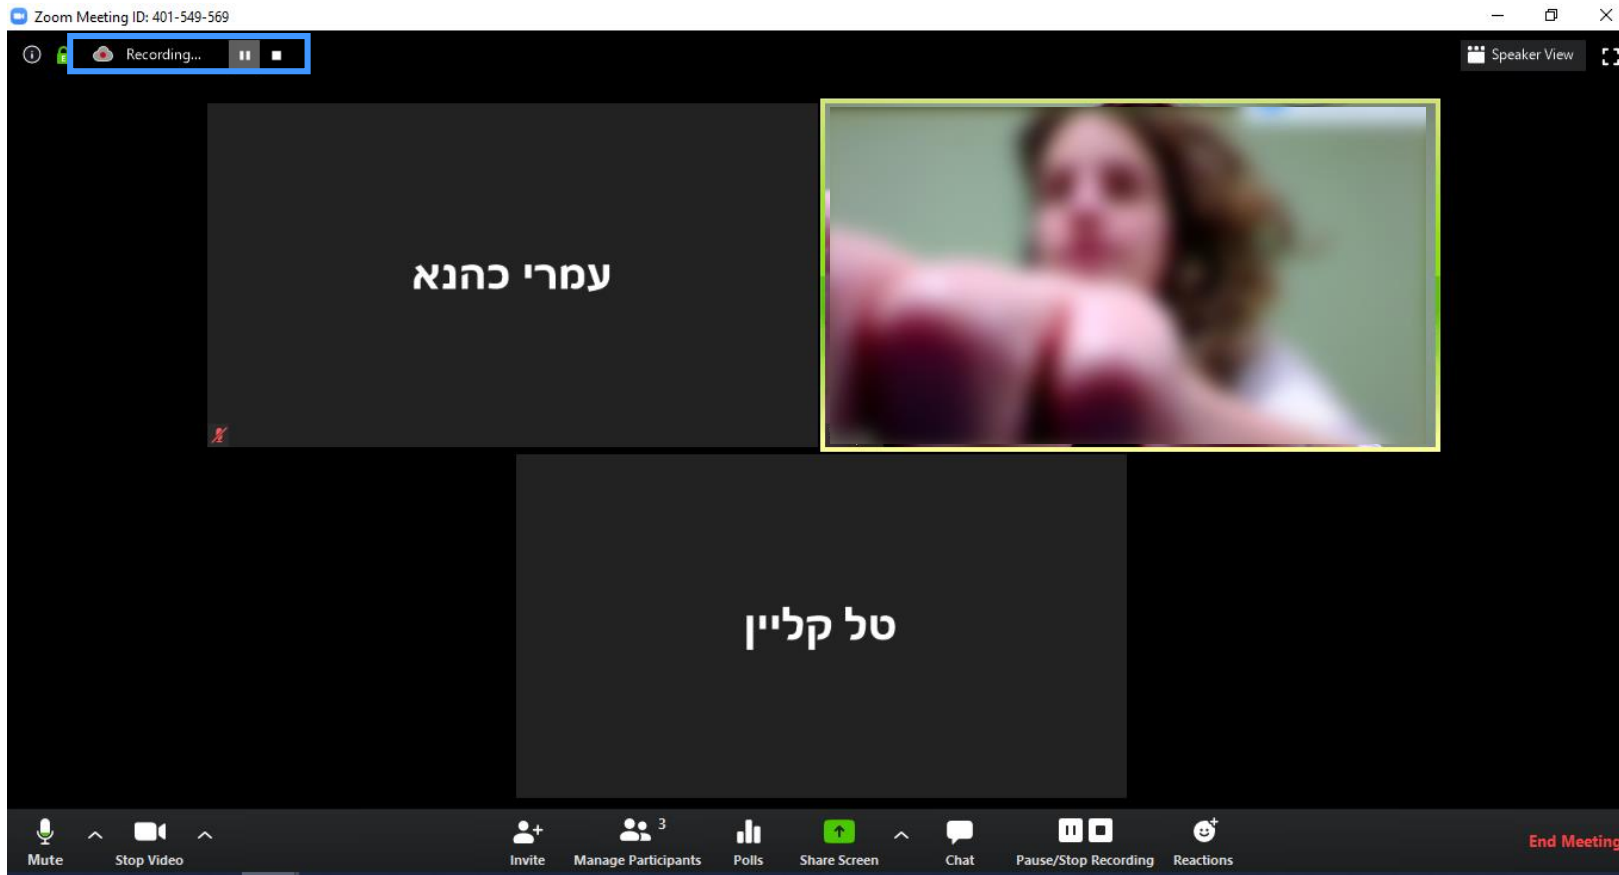 Zoom Meeting ID: 401-549-569
Recording...
Speaker View
עמרי כהנא
טל קליין
Mute
Stop Video
Invite
Manage Participants
3
Polls
Share Screen
Chat
Pause/Stop Recording
Reactions
End Meeting